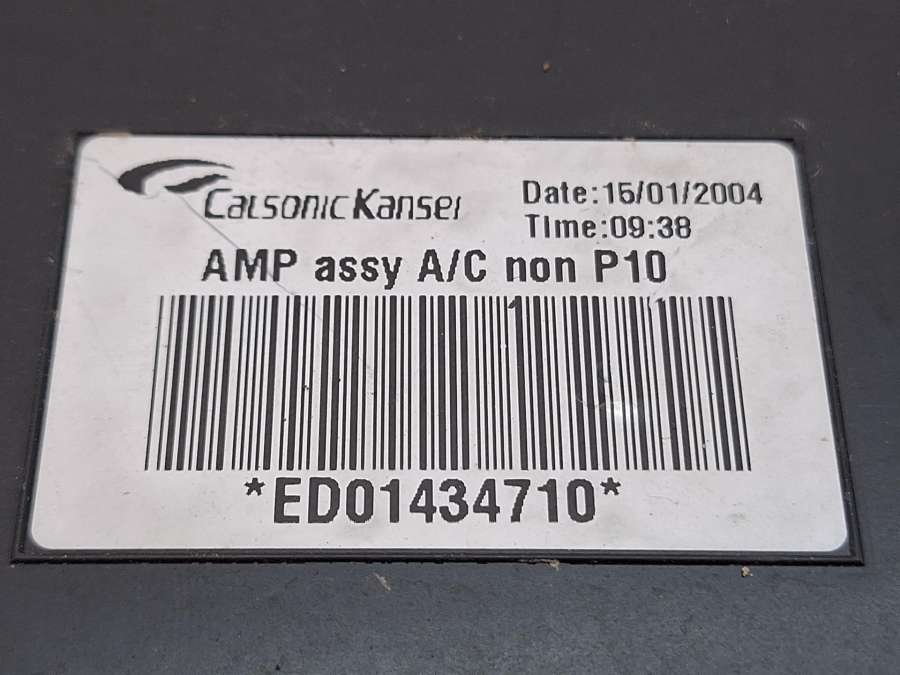 CalsonicKansei
Date:15/01/2004
Time:09:38
AMP assy A/C non P10
*ED01434710*